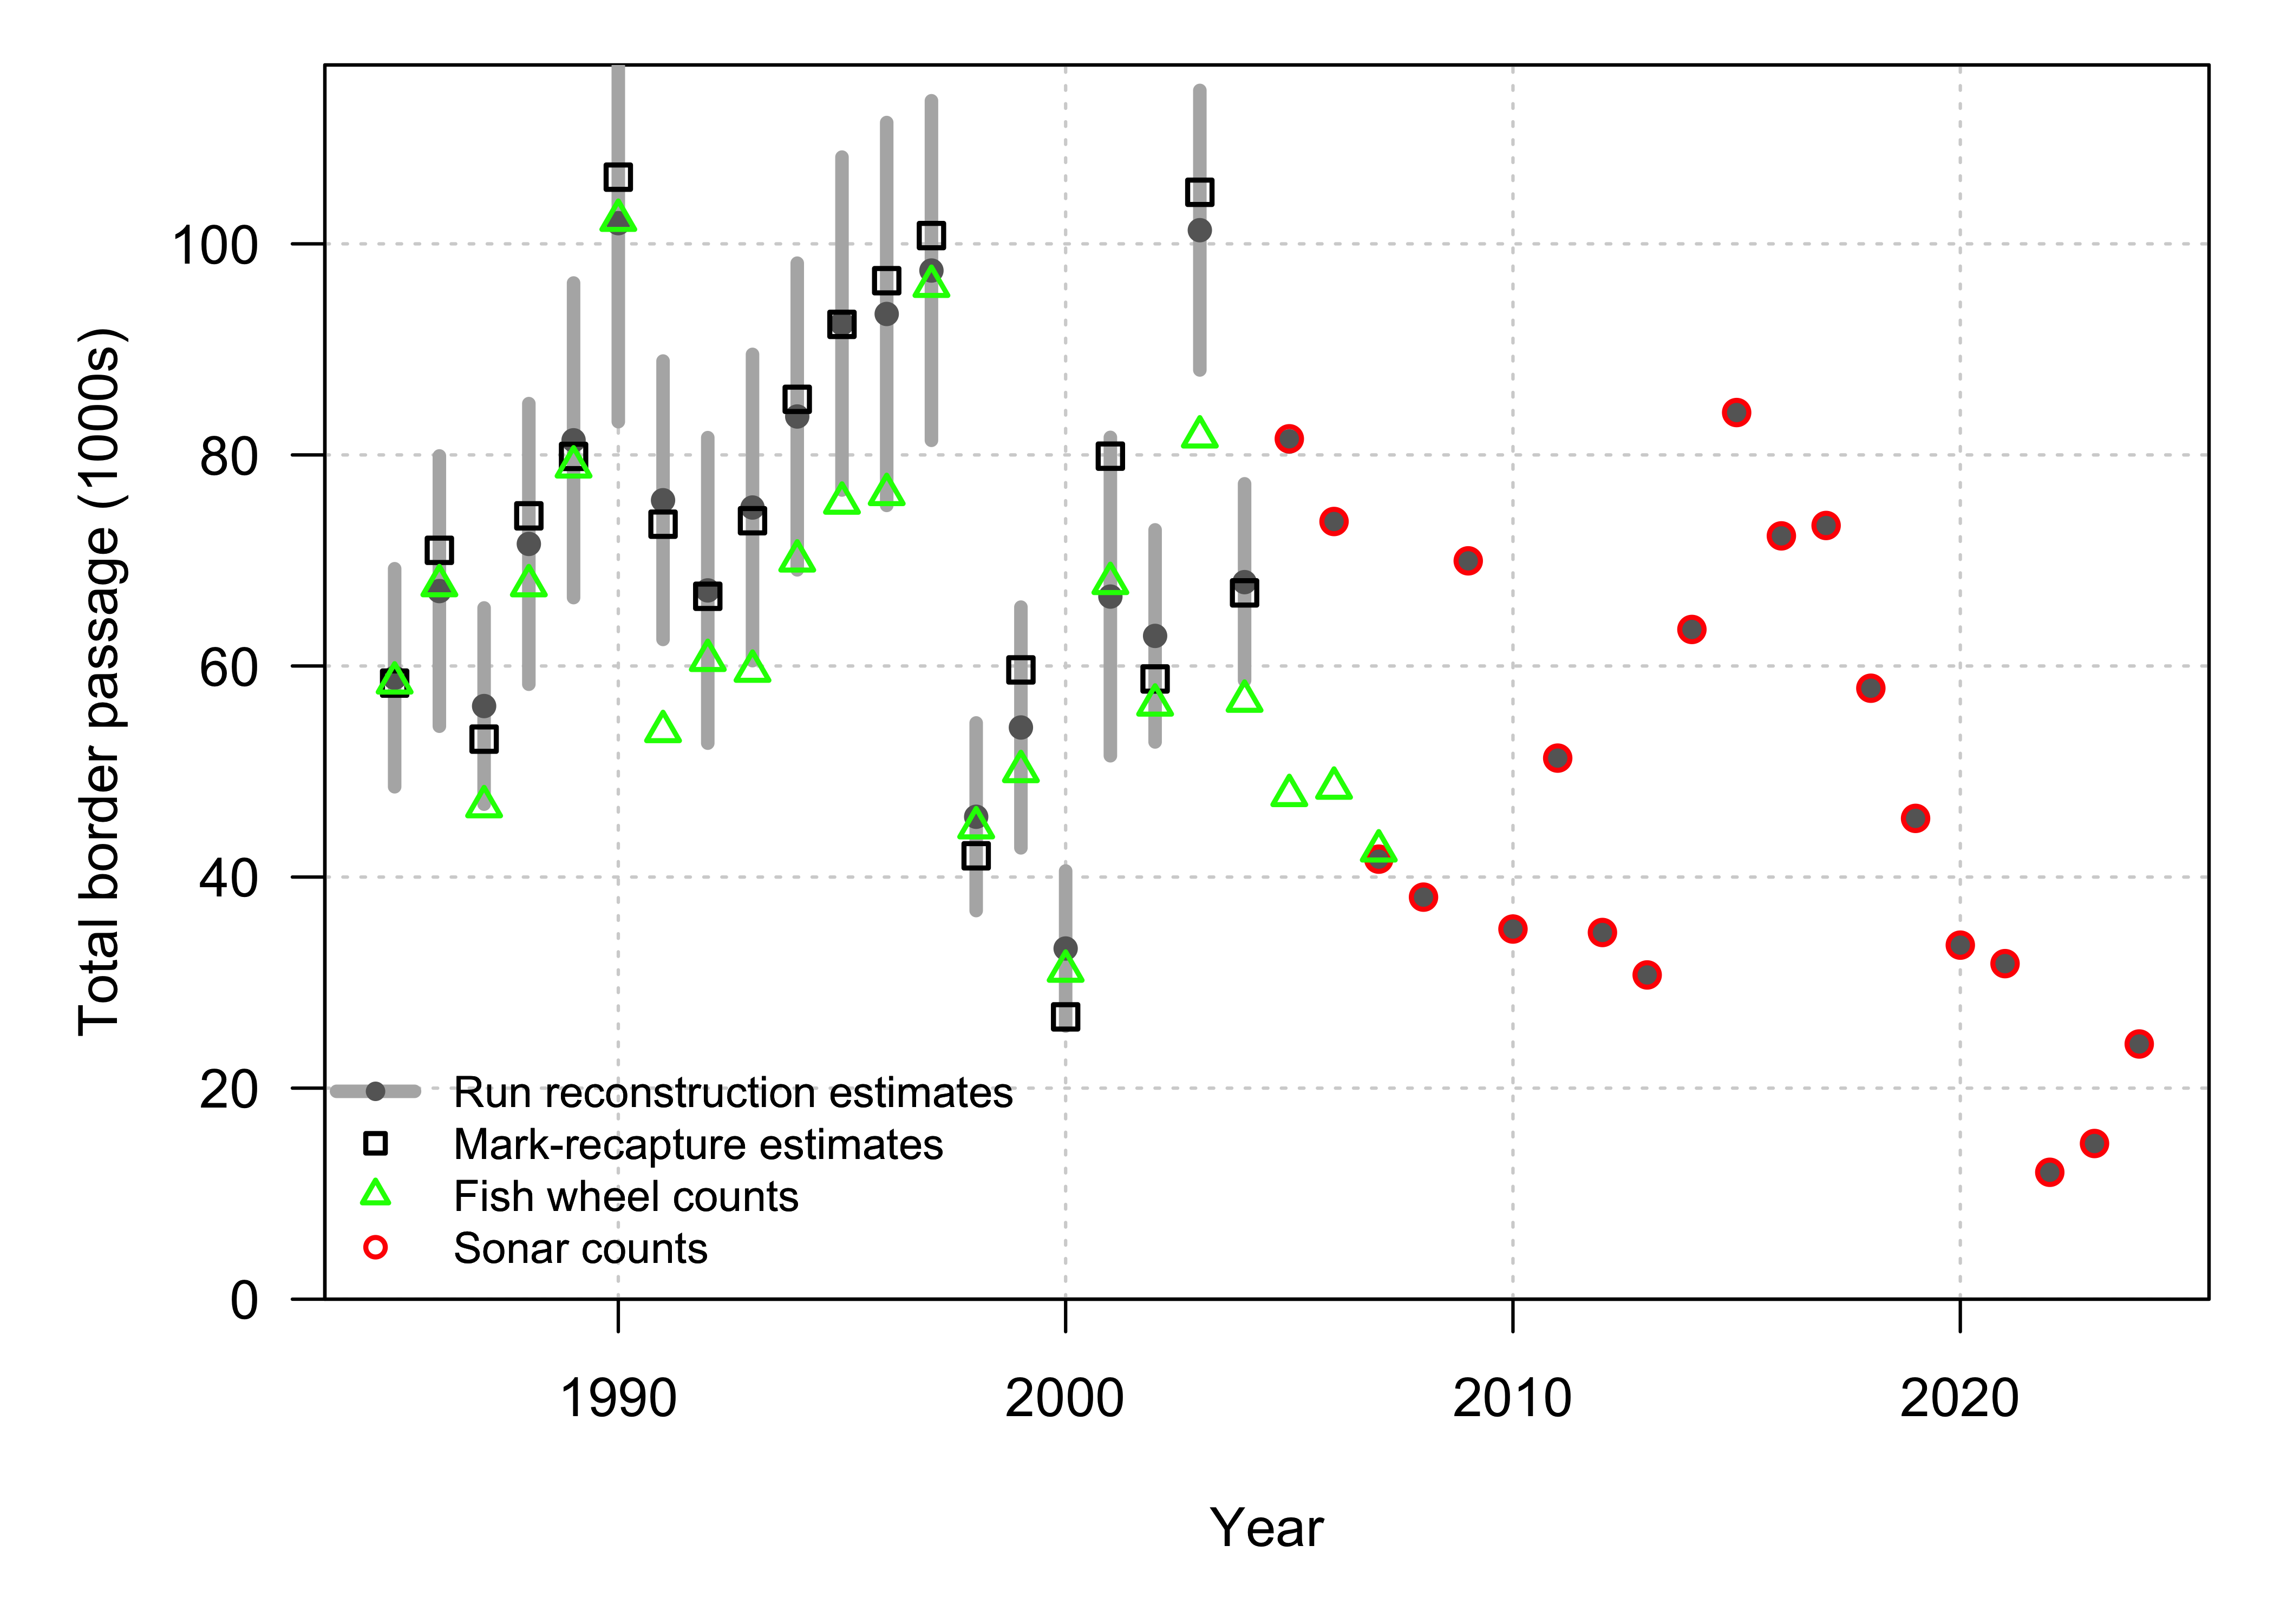 Total border passage (1000s)
100
80
60
40
20
0
Run reconstruction estimates
Mark-recapture estimates
Fish wheel counts
Sonar counts
1990 2000 2010 2020
Year